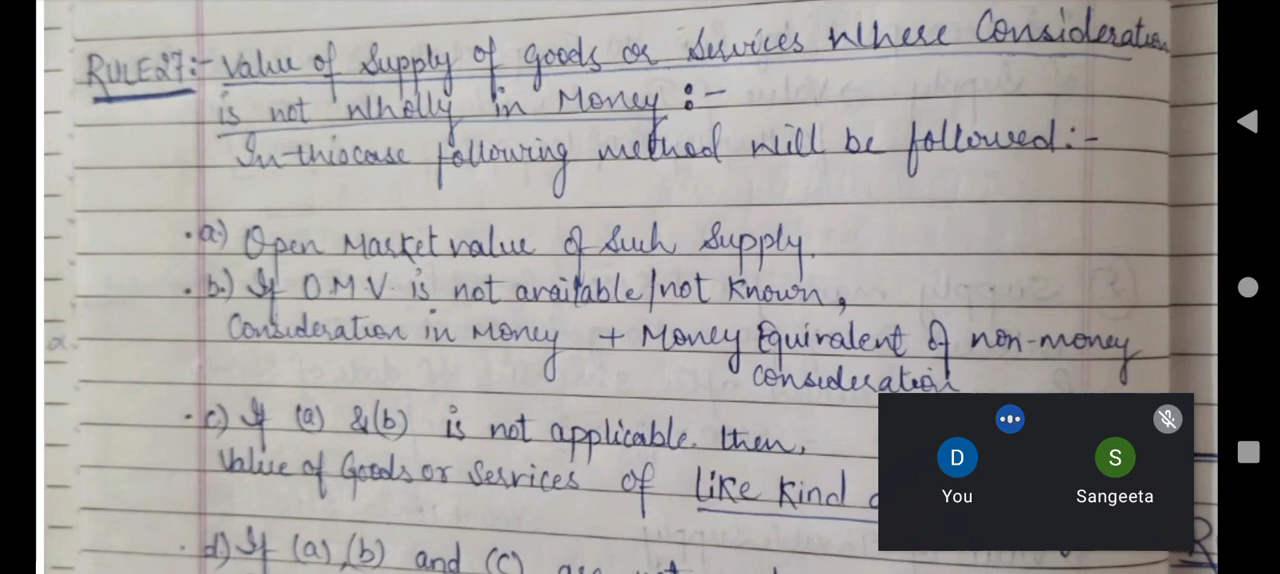 RULE 27:- Value of Supply of goods or Services Where Consideration
is not Wholly in Money :-
In this case following method will be followed :-
.a.) Open Market value of Such Supply.
.b.) If O.M.V. is not available/not known,
Consideration in Money + Money Equivalent of non-money
consideration
.c.) If (a) &(b) is not applicable. then,
Value of Goods or Services of Like Kind
.d) If (a), (b) and (c)
D
You
S
Sangeeta
R